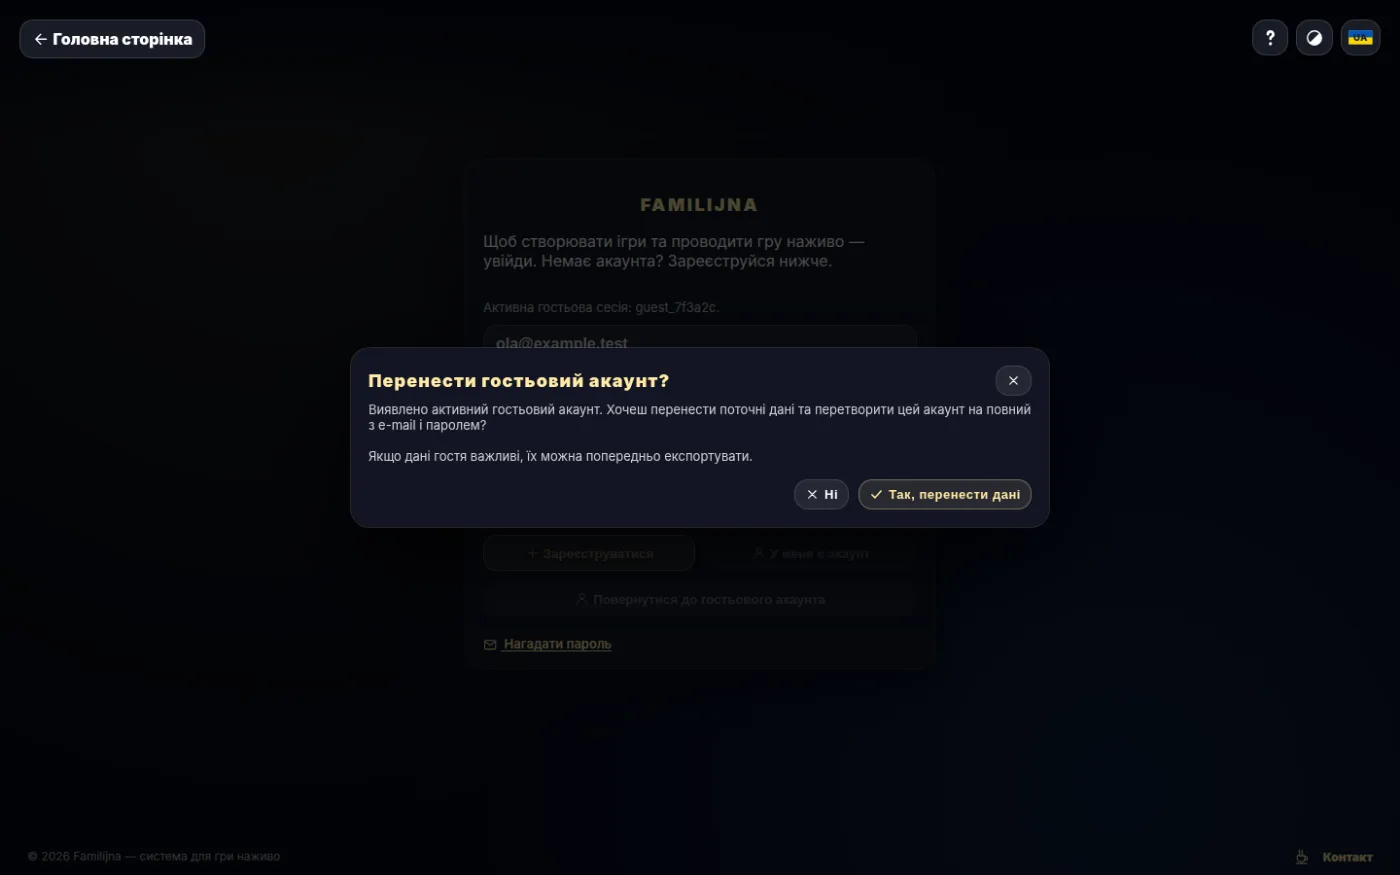 ← Головна сторінка
?
UA
FAMILIJNA
Щоб створювати ігри та проводити гру наживо —
увійди. Немає акаунта? Зареєструйся нижче.
Активна гостьова сесія: guest_7f3a2c.
ola@example.test
Перенести гостьовий акаунт?
Виявлено активний гостьовий акаунт. Хочеш перенести поточні дані та перетворити цей акаунт на повний
з e-mail і паролем?
Якщо дані гостя важливі, їх можна попередньо експортувати.
Ні
Так, перенести дані
+ Зареєструватися
У мене є акаунт
Повернутися до гостьового акаунта
Нагадати пароль
© 2026 Familijna — система для гри наживо
Контакт